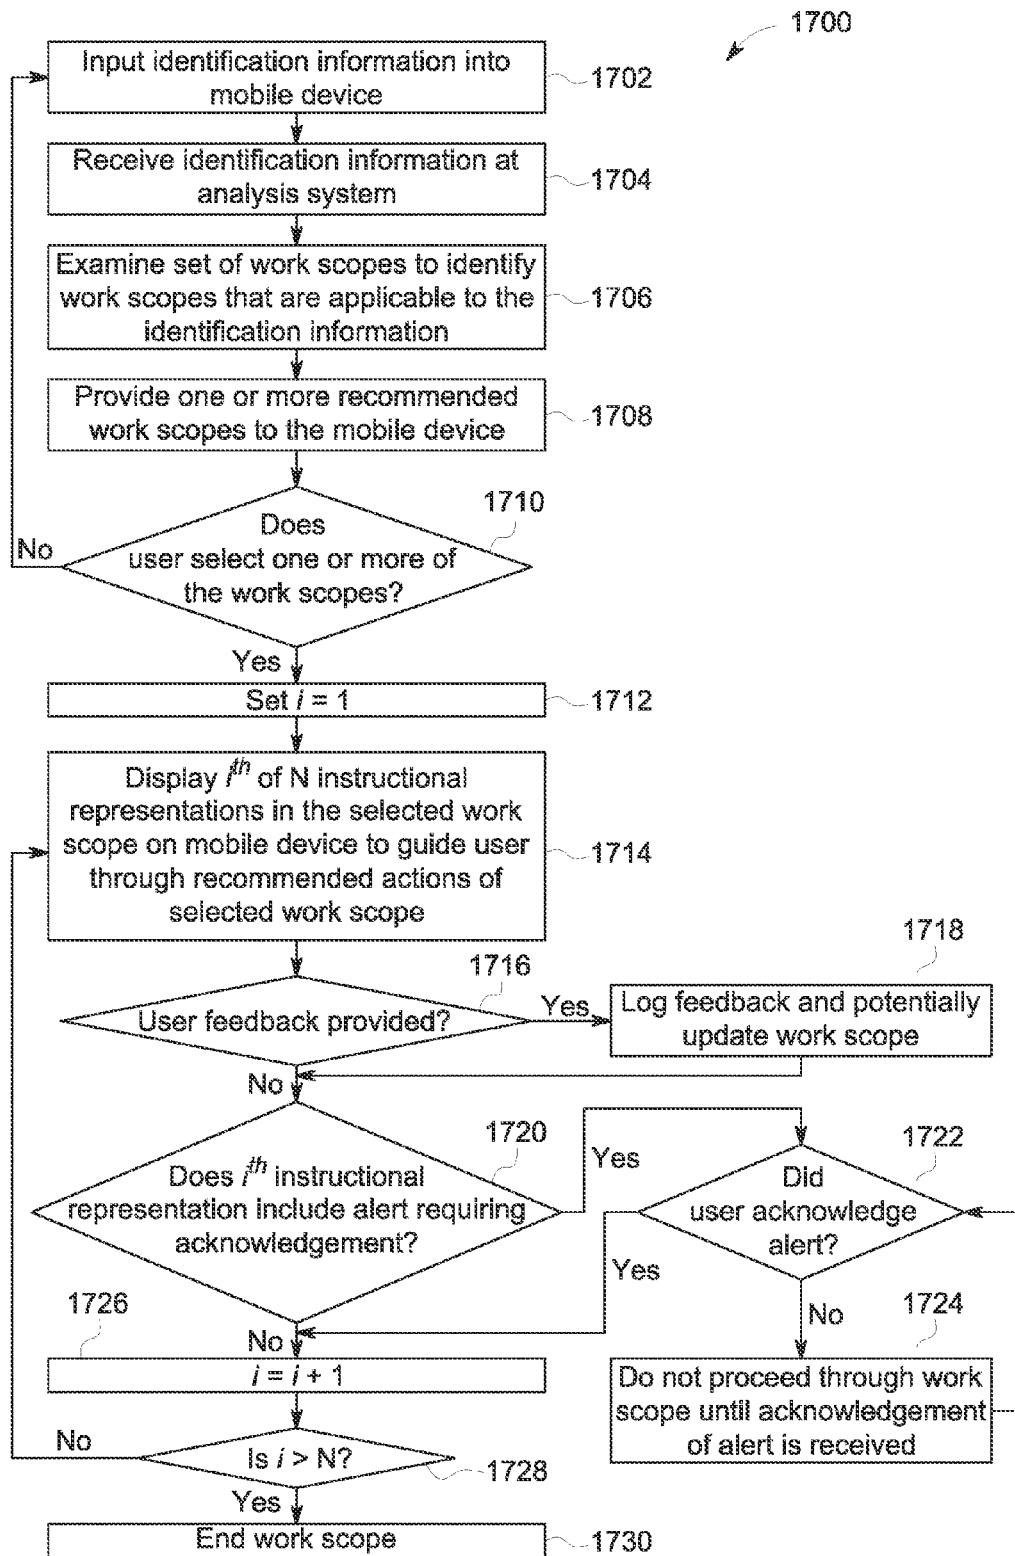 1700
Input identification information into
mobile device
1702
Receive identification information at
analysis system
1704
Examine set of work scopes to identify
work scopes that are applicable to the
identification information
1706
Provide one or more recommended
work scopes to the mobile device
1708
1710
Does
user select one or more of
the work scopes?
No
Yes
Set i = 1
1712
Display ith of N instructional
representations in the selected work
scope on mobile device to guide user
through recommended actions of
selected work scope
1714
1716
User feedback provided?
Yes
1718
Log feedback and potentially
update work scope
No
1720
Does ith instructional
representation include alert requiring
acknowledgement?
Yes
1722
Did
user acknowledge
alert?
Yes
No
1724
Do not proceed through work
scope until acknowledgement
of alert is received
No
1726
i = i + 1
No
Is i > N?
1728
Yes
End work scope
1730